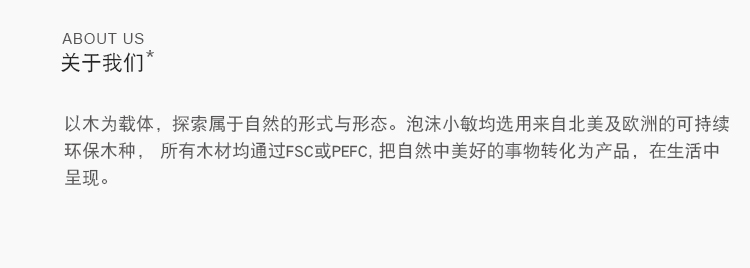 ABOUT US
关于我们*
以木为载体，探索属于自然的形式与形态。泡沫小敏均选用来自北美及欧洲的可持续
环保木种， 所有木材均通过FSC或PEFC, 把自然中美好的事物转化为产品，在生活中
呈现。